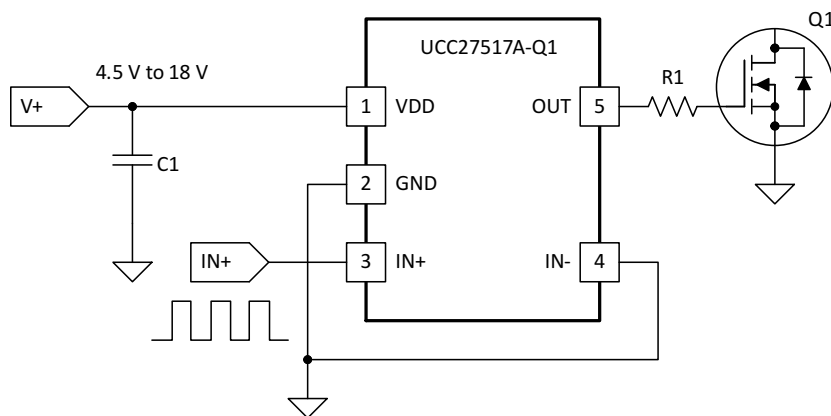 Q1
UCC27517A-Q1
4.5 V to 18 V
R1
V+
1
VDD
OUT
5
C1
2
GND
IN+
3
IN+
IN-
4